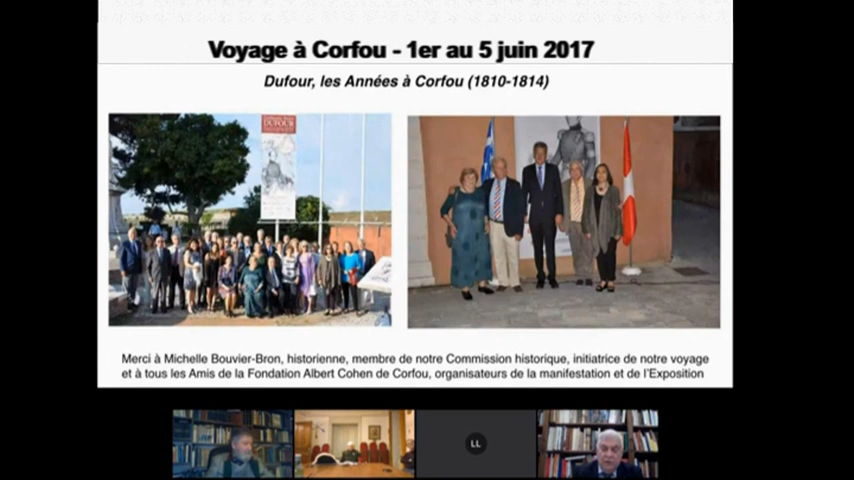 Voyage à Corfou - 1er au 5 juin 2017
Dufour, les Années à Corfou (1810-1814)
DUFOUR
Merci à Michelle Bouvier-Bron, historienne, membre de notre Commission historique, initiatrice de notre voyage
et à tous les Amis de la Fondation Albert Cohen de Corfou, organisateurs de la manifestation et de l'Exposition
LL